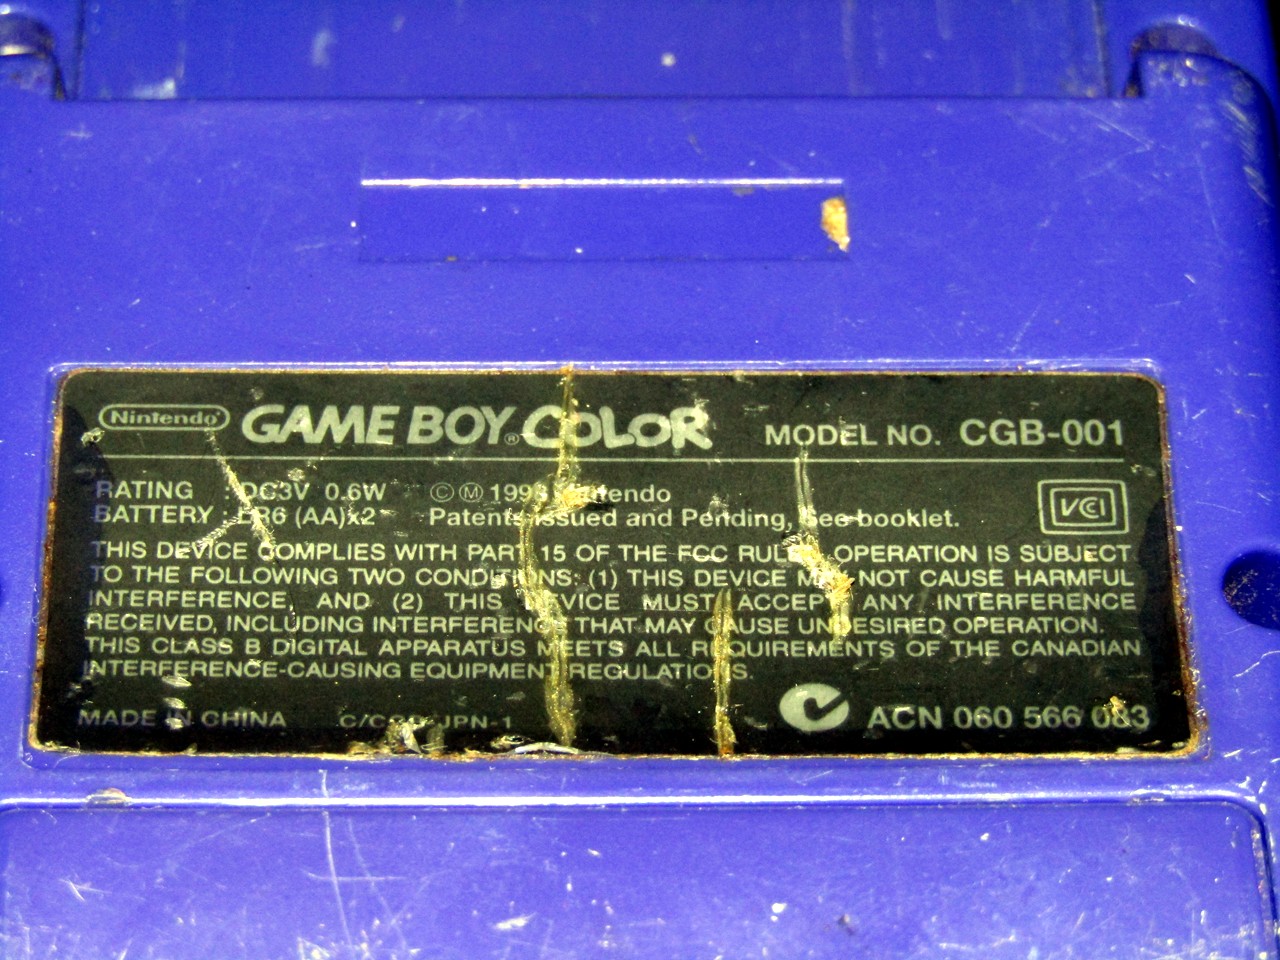 Nintendo® GAME BOY® COLOR MODEL NO. CGB-001
RATING : DC3V 0.6W ©Ⓜ 1998 Nintendo
BATTERY : LR6 (AA)x2 Patents issued and Pending, See booklet.
VCI
THIS DEVICE COMPLIES WITH PART 15 OF THE FCC RULES. OPERATION IS SUBJECT
TO THE FOLLOWING TWO CONDITIONS: (1) THIS DEVICE MAY NOT CAUSE HARMFUL
INTERFERENCE, AND (2) THIS DEVICE MUST ACCEPT ANY INTERFERENCE
RECEIVED, INCLUDING INTERFERENCE THAT MAY CAUSE UNDESIRED OPERATION.
THIS CLASS B DIGITAL APPARATUS MEETS ALL REQUIREMENTS OF THE CANADIAN
INTERFERENCE-CAUSING EQUIPMENT REGULATIONS.
MADE IN CHINA ACN 060 566 083